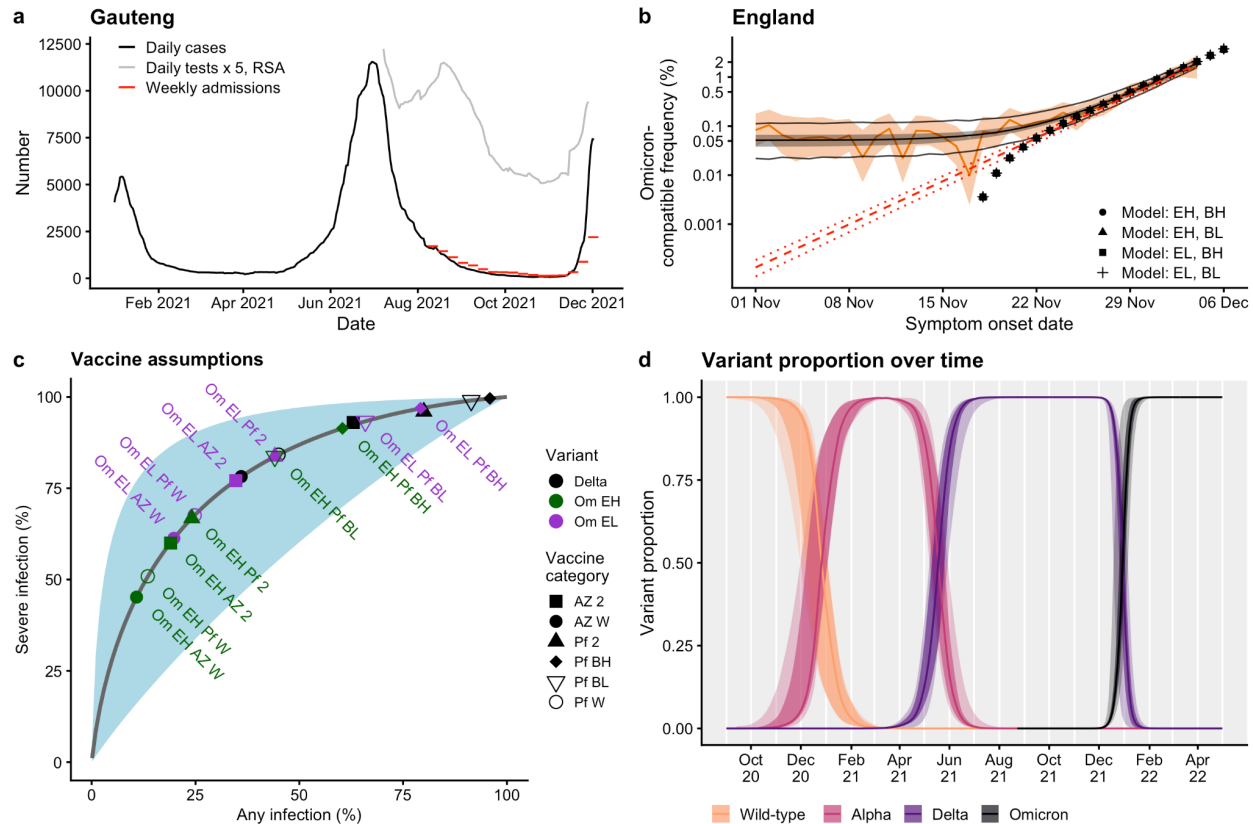 a
Gauteng
12500
10000
7500
5000
2500
0
Number
Daily cases
Daily tests x 5, RSA
Weekly admissions
Feb 2021
Apr 2021
Jun 2021
Aug 2021
Oct 2021
Dec 2021
Date
b
England
Omicron-
compatible frequency (%)
2
1
0.5
0.1
0.05
0.01
0.001
Model: EH, BH
Model: EH, BL
Model: EL, BH
Model: EL, BL
01 Nov
08 Nov
15 Nov
22 Nov
29 Nov
06 Dec
Symptom onset date
c
Vaccine assumptions
Severe infection (%)
100
75
50
25
0
Om EL Pf 2
Om EL AZ 2
Om EL Pf W
Om EL AZ W
Om EL Pf BH
Om EL Pf BL
Om EH Pf BH
Om EH Pf BL
Om EH Pf 2
Om EH AZ 2
Om EH Pf W
Om EH AZ W
0
25
50
75
100
Any infection (%)
Variant
Delta
Om EH
Om EL
Vaccine
category
AZ 2
AZ W
Pf 2
Pf BH
Pf BL
Pf W
d
Variant proportion over time
Variant proportion
1.00
0.75
0.50
0.25
0.00
Oct
20
Dec
20
Feb
21
Apr
21
Jun
21
Aug
21
Oct
21
Dec
21
Feb
22
Apr
22
Wild-type
Alpha
Delta
Omicron